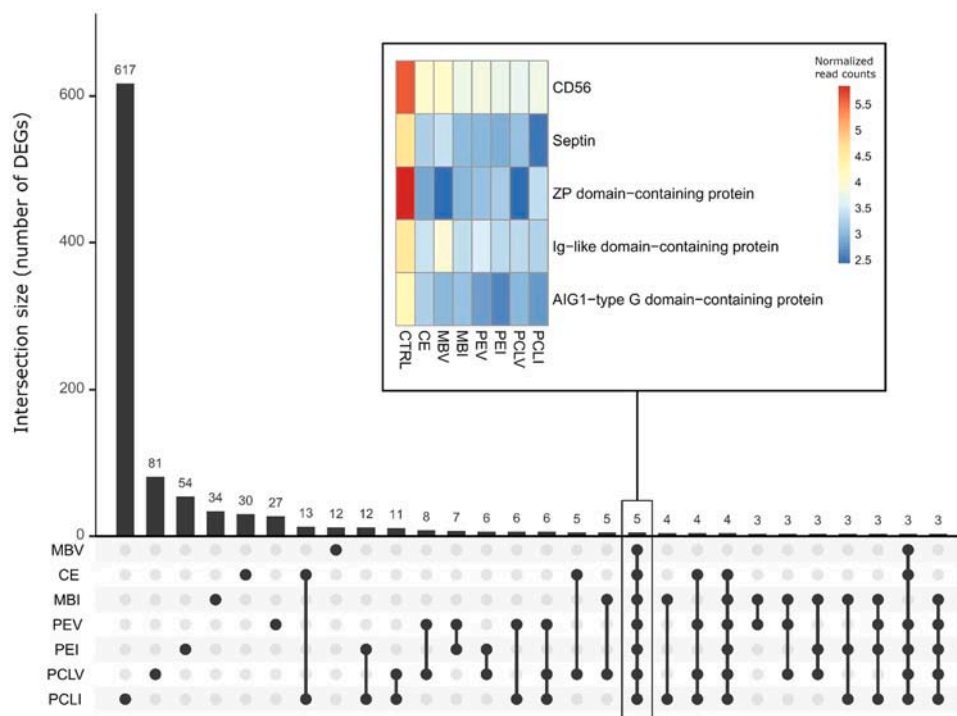 Intersection size (number of DEGs)
600
400
200
0
617
81
54
34
30
27
13
12
12
11
8
7
6
6
6
5
5
5
4
4
4
3
3
3
3
3
3
3
Normalized
read counts
5.5
5
4.5
4
3.5
3
2.5
CD56
Septin
ZP domain−containing protein
Ig−like domain−containing protein
AIG1−type G domain−containing protein
CTRL
CE
MBV
MBI
PEV
PEI
PCLV
PCLI
MBV
CE
MBI
PEV
PEI
PCLV
PCLI